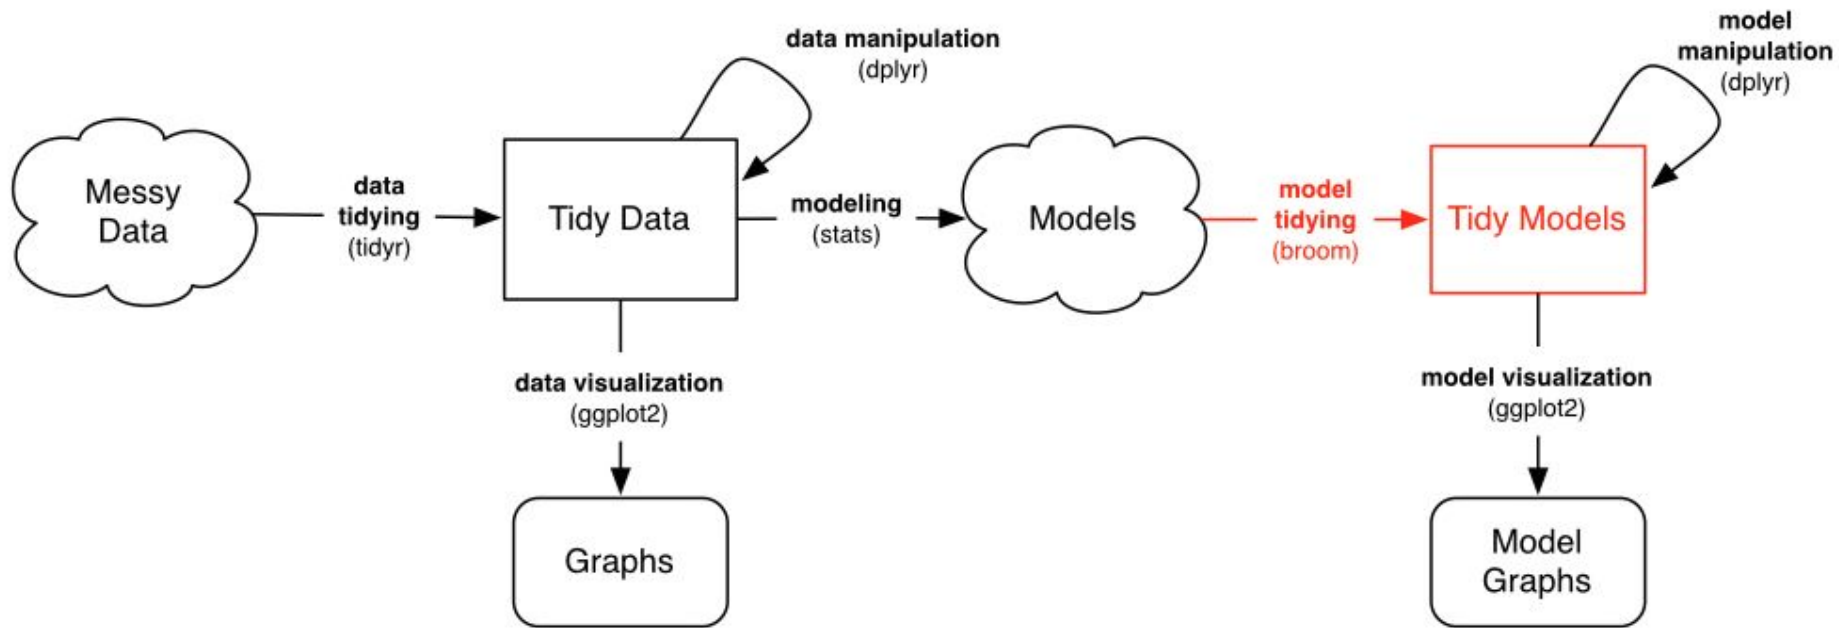 Messy
Data
data
tidying
(tidyr)
Tidy Data
data manipulation
(dplyr)
modeling
(stats)
Models
model
tidying
(broom)
Tidy Models
model
manipulation
(dplyr)
data visualization
(ggplot2)
Graphs
model visualization
(ggplot2)
Model
Graphs